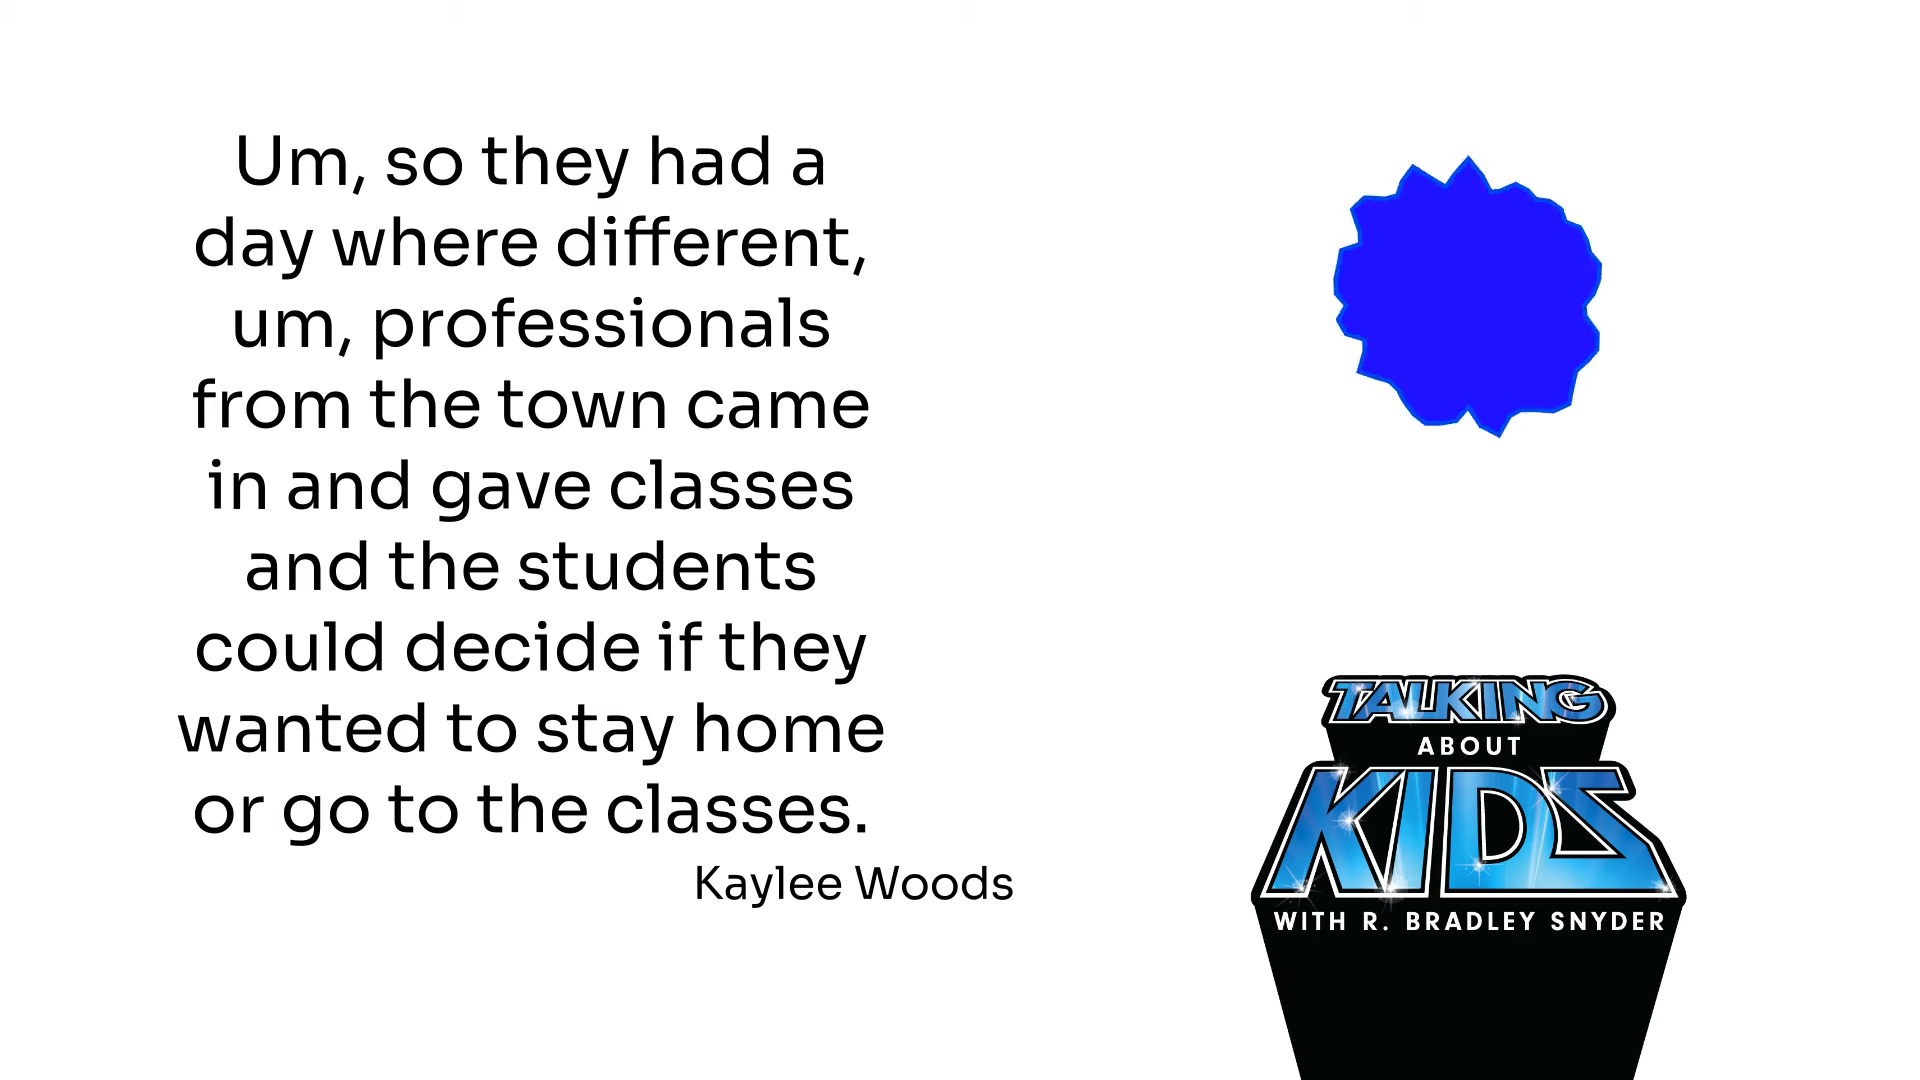 Um, so they had a
day where different,
um, professionals
from the town came
in and gave classes
and the students
could decide if they
wanted to stay home
or go to the classes.
Kaylee Woods
TALKING
ABOUT
KIDS
WITH R. BRADLEY SNYDER